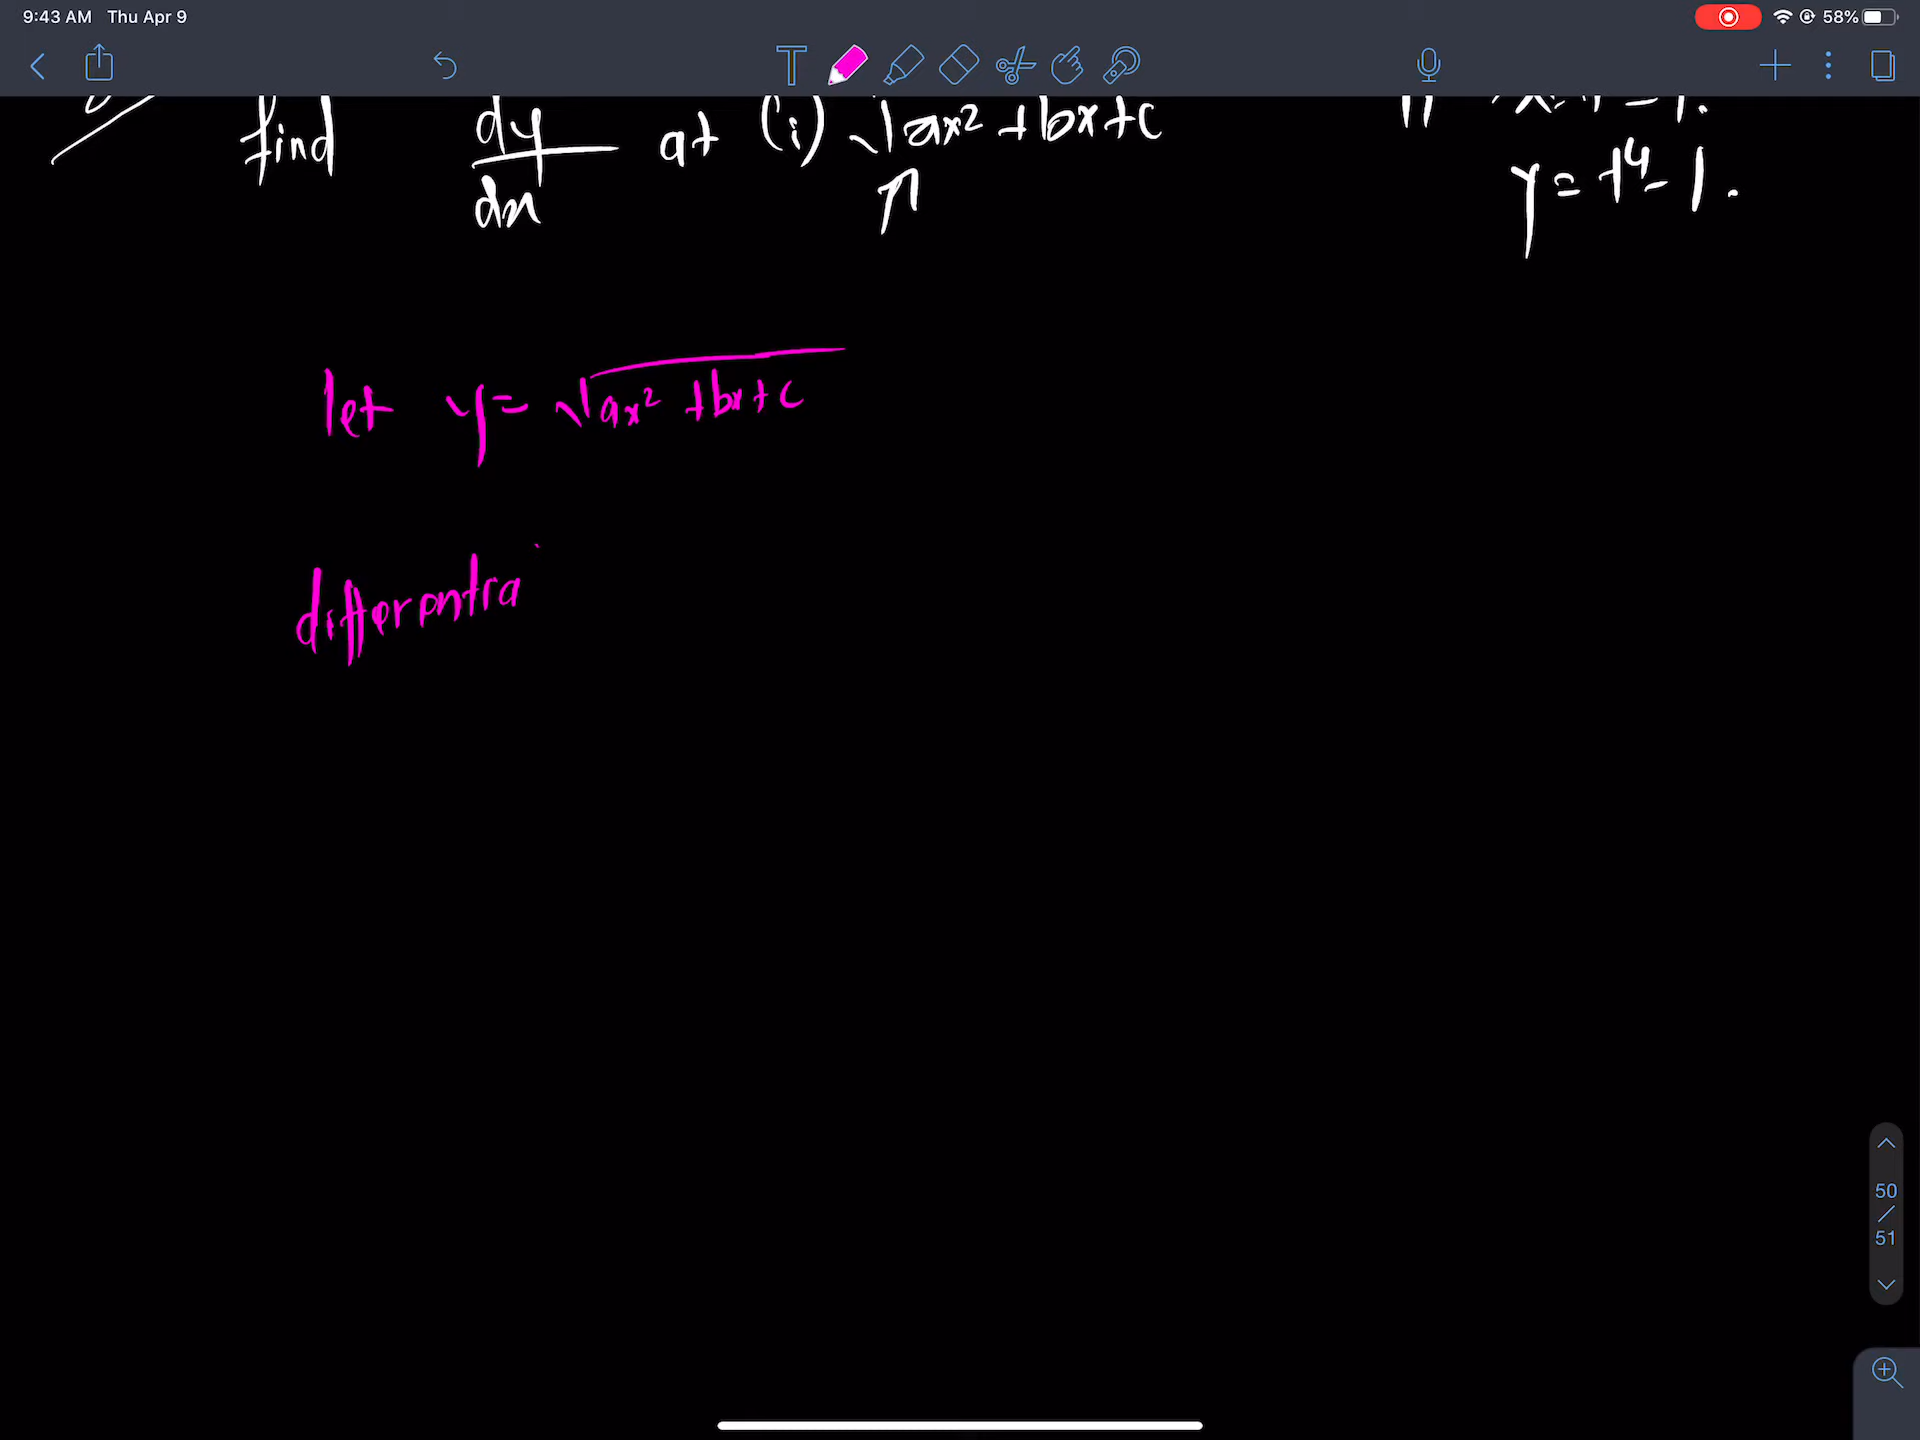 9:43 AM Thu Apr 9
58%
find dy/dx at (i) √ax² + bx + c
y = t⁴ - 1.
let y = √ax² + bx + c
differentia
50
/
51